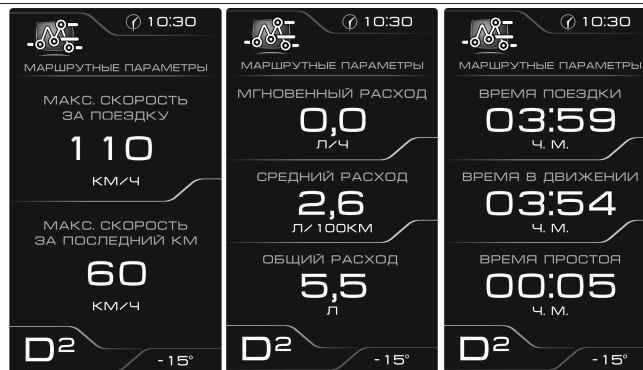 10:30
МАРШРУТНЫЕ ПАРАМЕТРЫ
МАКС. СКОРОСТЬ
ЗА ПОЕЗДКУ
110
КМ/Ч
МАКС. СКОРОСТЬ
ЗА ПОСЛЕДНИЙ КМ
60
КМ/Ч
D2
-15°
10:30
МАРШРУТНЫЕ ПАРАМЕТРЫ
МГНОВЕННЫЙ РАСХОД
0,0
Л/Ч
СРЕДНИЙ РАСХОД
2,6
Л/100КМ
ОБЩИЙ РАСХОД
5,5
Л
D2
-15°
10:30
МАРШРУТНЫЕ ПАРАМЕТРЫ
ВРЕМЯ ПОЕЗДКИ
03:59
Ч. М.
ВРЕМЯ В ДВИЖЕНИИ
03:54
Ч. М.
ВРЕМЯ ПРОСТОЯ
00:05
Ч. М.
D2
-15°